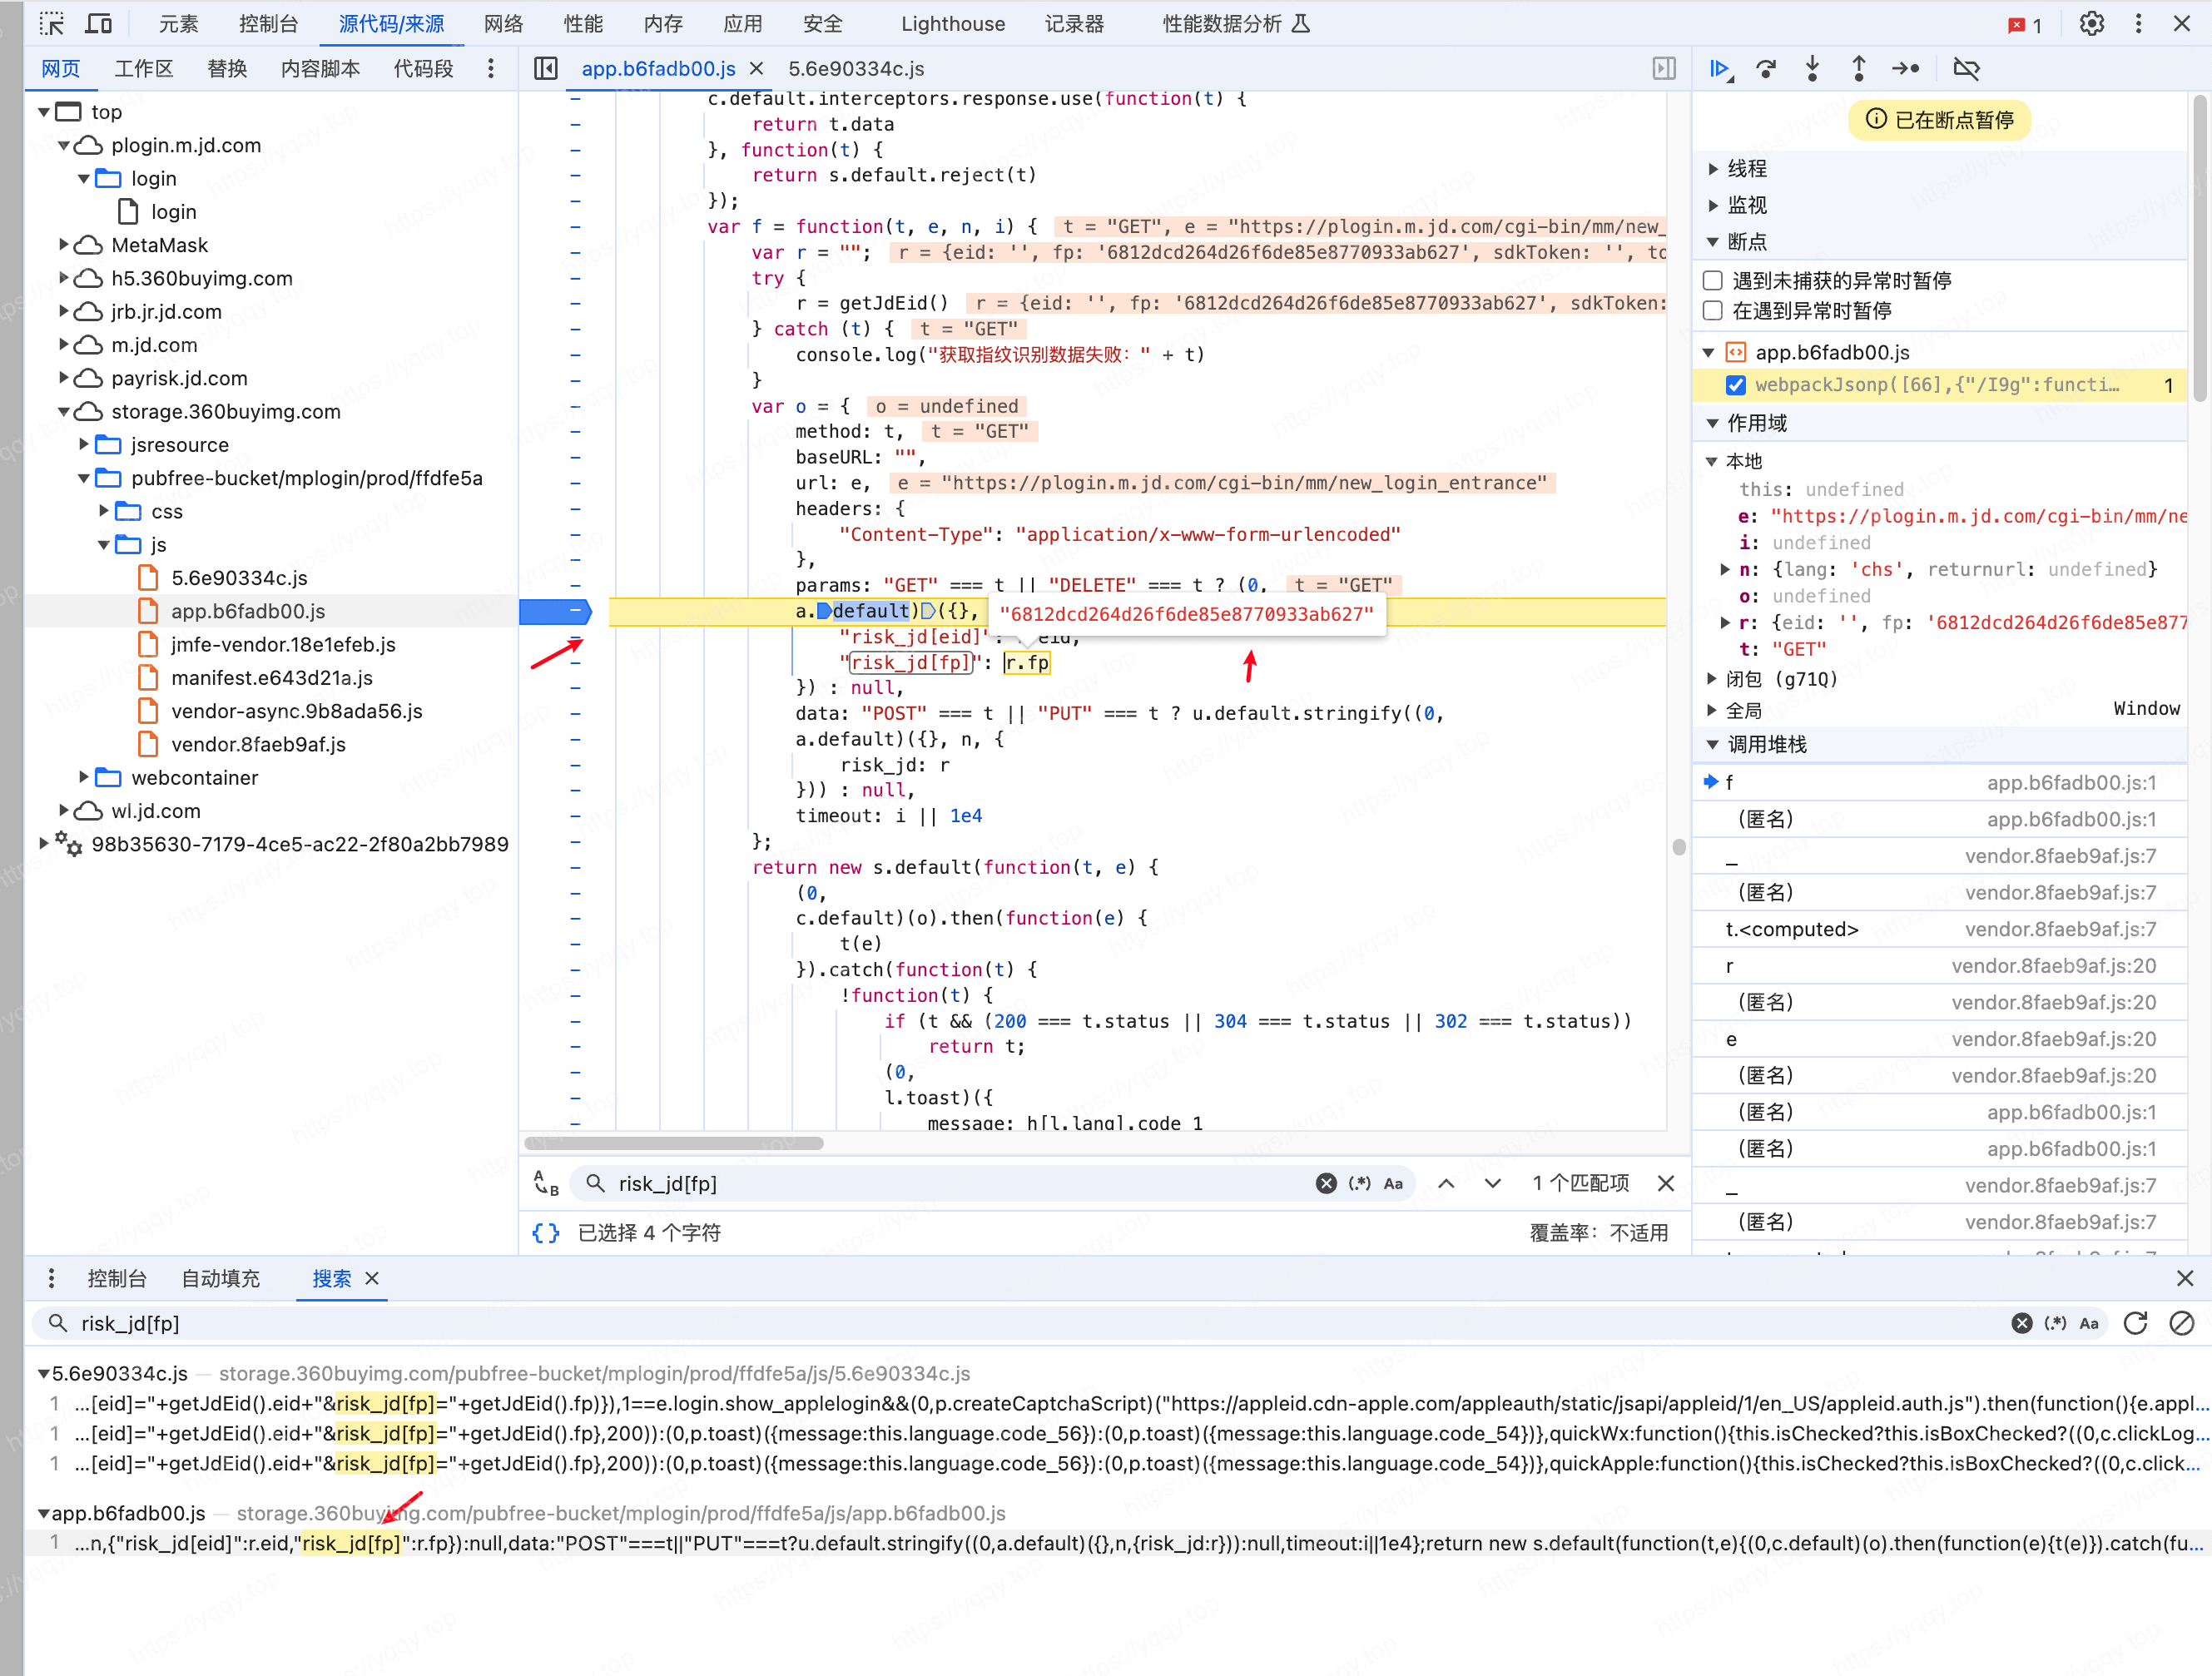 元素 控制台 源代码/来源 网络 性能 内存 应用 安全 Lighthouse 记录器 性能数据分析 1
网页 工作区 替换 内容脚本 代码段
app.b6fadb00.js 5.6e90334c.js
top
plogin.m.jd.com
login
login
MetaMask
h5.360buyimg.com
jrb.jr.jd.com
m.jd.com
payrisk.jd.com
storage.360buyimg.com
jsresource
pubfree-bucket/mplogin/prod/ffdfe5a
css
js
5.6e90334c.js
app.b6fadb00.js
jmfe-vendor.18e1efeb.js
manifest.e643d21a.js
vendor-async.9b8ada56.js
vendor.8faeb9af.js
webcontainer
wl.jd.com
98b35630-7179-4ce5-ac22-2f80a2bb7989
c.default.interceptors.response.use(function(t) {
return t.data
}, function(t) {
return s.default.reject(t)
});
var f = function(t, e, n, i) { t = "GET", e = "https://plogin.m.jd.com/cgi-bin/mm/new_
var r = ""; r = {eid: '', fp: '6812dcd264d26f6de85e8770933ab627', sdkToken: '', to
try {
r = getJdEid() r = {eid: '', fp: '6812dcd264d26f6de85e8770933ab627', sdkToken:
} catch (t) { t = "GET"
console.log("获取指纹识别数据失败：" + t)
}
var o = { o = undefined
method: t, t = "GET"
baseURL: "",
url: e, e = "https://plogin.m.jd.com/cgi-bin/mm/new_login_entrance"
headers: {
"Content-Type": "application/x-www-form-urlencoded"
},
params: "GET" === t || "DELETE" === t ? (0, t = "GET"
a.default)({}, "6812dcd264d26f6de85e8770933ab627"
"risk_jd[eid]": eid,
"risk_jd[fp]": r.fp
}) : null,
data: "POST" === t || "PUT" === t ? u.default.stringify((0,
a.default)({}, n, {
risk_jd: r
})) : null,
timeout: i || 1e4
};
return new s.default(function(t, e) {
(0,
c.default)(o).then(function(e) {
t(e)
}).catch(function(t) {
!function(t) {
if (t && (200 === t.status || 304 === t.status || 302 === t.status))
return t;
(0,
l.toast)({
message: h[l.lang].code_1
risk_jd[fp] (.*) Aa 1 个匹配项
{} 已选择 4 个字符 覆盖率：不适用
已在断点暂停
线程
监视
断点
遇到未捕获的异常时暂停
在遇到异常时暂停
app.b6fadb00.js
webpackJsonp([66],{"/I9g":functi… 1
作用域
本地
this: undefined
e: "https://plogin.m.jd.com/cgi-bin/mm/ne
i: undefined
n: {lang: 'chs', returnurl: undefined}
o: undefined
r: {eid: '', fp: '6812dcd264d26f6de85e877
t: "GET"
闭包 (g71Q)
全局 Window
调用堆栈
f app.b6fadb00.js:1
(匿名) app.b6fadb00.js:1
_ vendor.8faeb9af.js:7
(匿名) vendor.8faeb9af.js:7
t.<computed> vendor.8faeb9af.js:7
r vendor.8faeb9af.js:20
(匿名) vendor.8faeb9af.js:20
e vendor.8faeb9af.js:20
(匿名) vendor.8faeb9af.js:20
(匿名) app.b6fadb00.js:1
(匿名) app.b6fadb00.js:1
_ vendor.8faeb9af.js:7
(匿名) vendor.8faeb9af.js:7
控制台 自动填充 搜索
risk_jd[fp] (.*) Aa
5.6e90334c.js — storage.360buyimg.com/pubfree-bucket/mplogin/prod/ffdfe5a/js/5.6e90334c.js
1 …[eid]="+getJdEid().eid+"&risk_jd[fp]="+getJdEid().fp)}),1==e.login.show_applelogin&&(0,p.createCaptchaScript)("https://appleid.cdn-apple.com/appleauth/static/jsapi/appleid/1/en_US/appleid.auth.js").then(function(){e.appl…
1 …[eid]="+getJdEid().eid+"&risk_jd[fp]="+getJdEid().fp},200)):(0,p.toast)({message:this.language.code_56}):(0,p.toast)({message:this.language.code_54})},quickWx:function(){this.isChecked?this.isBoxChecked?((0,c.clickLog…
1 …[eid]="+getJdEid().eid+"&risk_jd[fp]="+getJdEid().fp},200)):(0,p.toast)({message:this.language.code_56}):(0,p.toast)({message:this.language.code_54})},quickApple:function(){this.isChecked?this.isBoxChecked?((0,c.click…
app.b6fadb00.js — storage.360buyimg.com/pubfree-bucket/mplogin/prod/ffdfe5a/js/app.b6fadb00.js
1 …n,{"risk_jd[eid]":r.eid,"risk_jd[fp]":r.fp}):null,data:"POST"===t||"PUT"===t?u.default.stringify((0,a.default)({},n,{risk_jd:r})):null,timeout:i||1e4};return new s.default(function(t,e){(0,c.default)(o).then(function(e){t(e)}).catch(fu…